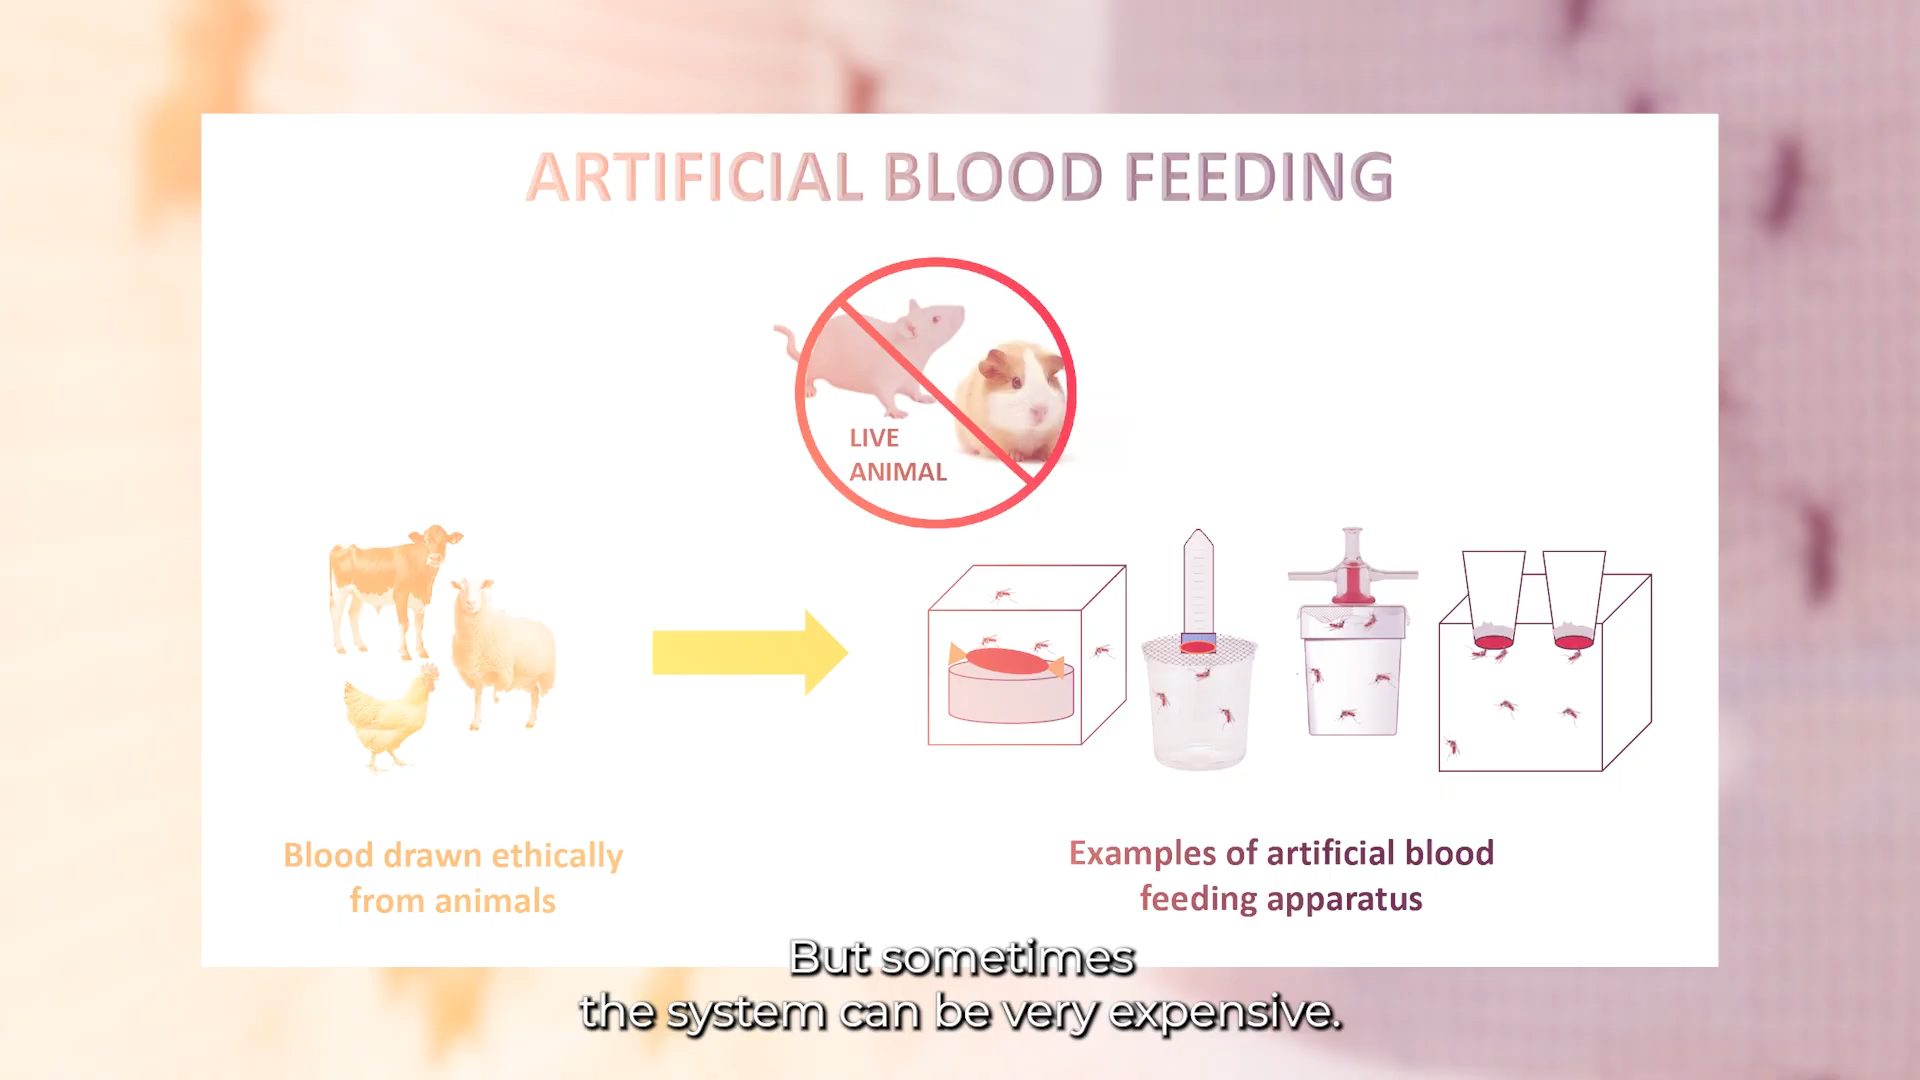 ARTIFICIAL BLOOD FEEDING
LIVE
ANIMAL
Blood drawn ethically
from animals
Examples of artificial blood
feeding apparatus
But sometimes
the system can be very expensive.